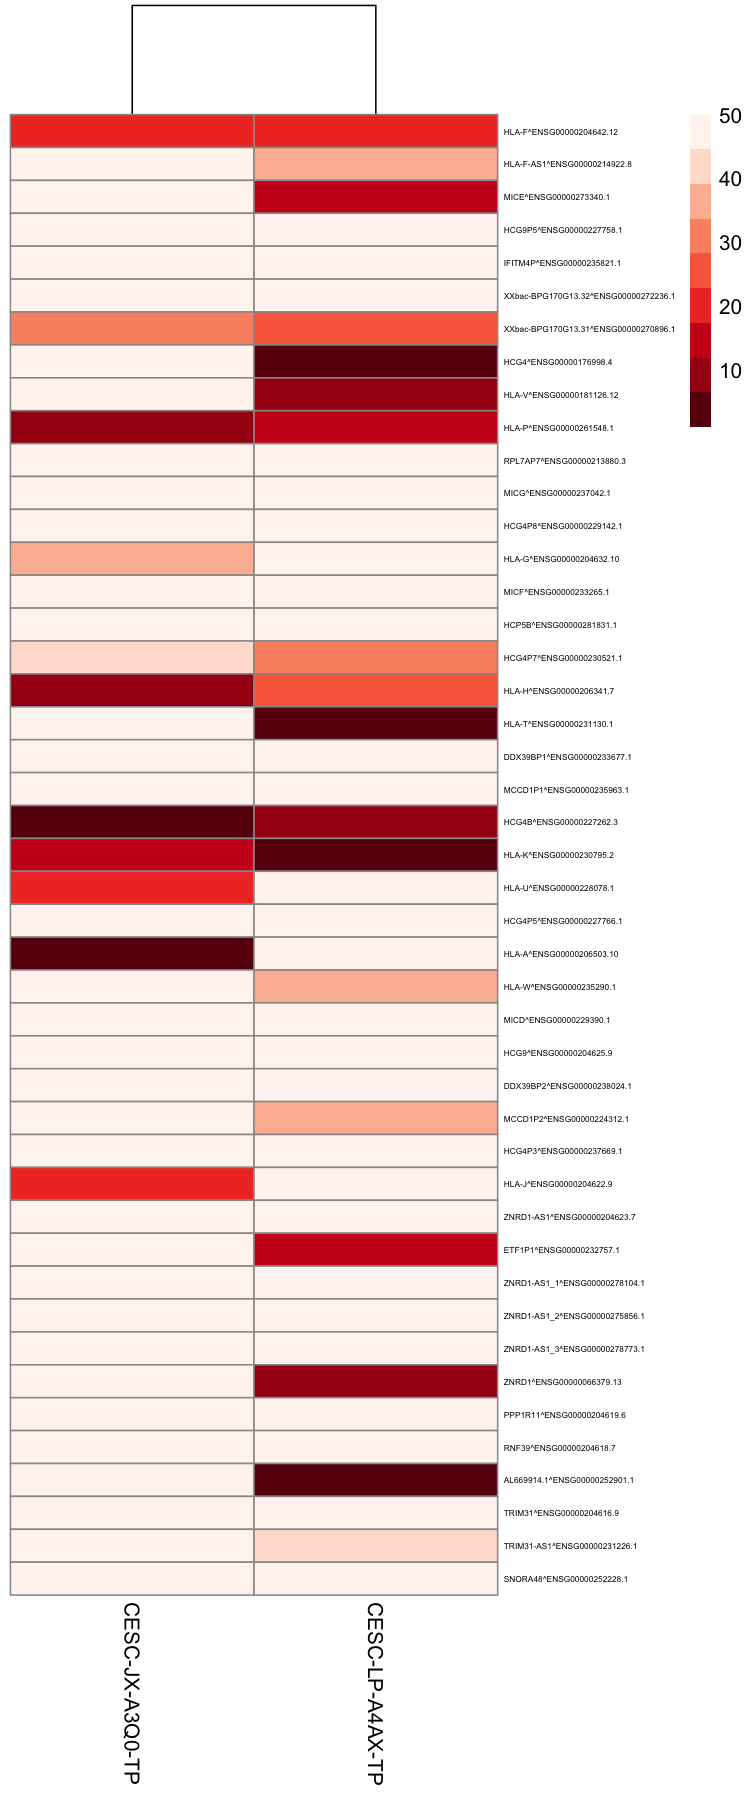 50
40
30
20
10
HLA-F^ENSG00000204642.12
HLA-F-AS1^ENSG00000214922.8
MICE^ENSG00000273340.1
HCG9P5^ENSG00000227758.1
IFITM4P^ENSG00000235821.1
XXbac-BPG170G13.32^ENSG00000272236.1
XXbac-BPG170G13.31^ENSG00000270896.1
HCG4^ENSG00000176998.4
HLA-V^ENSG00000181126.12
HLA-P^ENSG00000261548.1
RPL7AP7^ENSG00000213880.3
MICG^ENSG00000237042.1
HCG4P8^ENSG00000229142.1
HLA-G^ENSG00000204632.10
MICF^ENSG00000233265.1
HCP5B^ENSG00000281831.1
HCG4P7^ENSG00000230521.1
HLA-H^ENSG00000206341.7
HLA-T^ENSG00000231130.1
DDX39BP1^ENSG00000233677.1
MCCD1P1^ENSG00000235963.1
HCG4B^ENSG00000227262.3
HLA-K^ENSG00000230795.2
HLA-U^ENSG00000228078.1
HCG4P5^ENSG00000227766.1
HLA-A^ENSG00000206503.10
HLA-W^ENSG00000235290.1
MICD^ENSG00000229390.1
HCG9^ENSG00000204625.9
DDX39BP2^ENSG00000238024.1
MCCD1P2^ENSG00000224312.1
HCG4P3^ENSG00000237669.1
HLA-J^ENSG00000204622.9
ZNRD1-AS1^ENSG00000204623.7
ETF1P1^ENSG00000232757.1
ZNRD1-AS1_1^ENSG00000278104.1
ZNRD1-AS1_2^ENSG00000275856.1
ZNRD1-AS1_3^ENSG00000278773.1
ZNRD1^ENSG00000066379.13
PPP1R11^ENSG00000204619.6
RNF39^ENSG00000204618.7
AL669914.1^ENSG00000252901.1
TRIM31^ENSG00000204616.9
TRIM31-AS1^ENSG00000231226.1
SNORA48^ENSG00000252228.1
CESC-JX-A3Q0-TP
CESC-LP-A4AX-TP